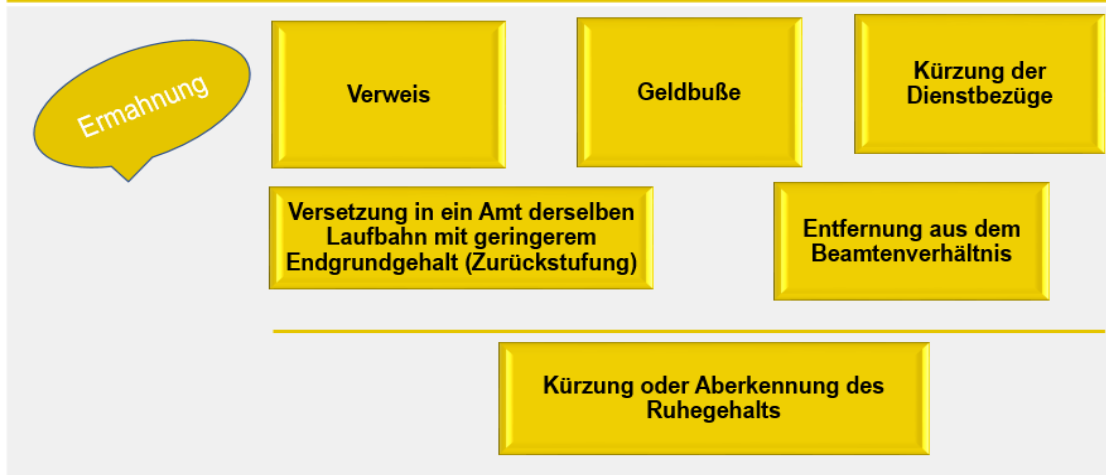 Ermahnung
Verweis
Geldbuße
Kürzung der
Dienstbezüge
Versetzung in ein Amt derselben
Laufbahn mit geringerem
Endgrundgehalt (Zurückstufung)
Entfernung aus dem
Beamtenverhältnis
Kürzung oder Aberkennung des
Ruhegehalts